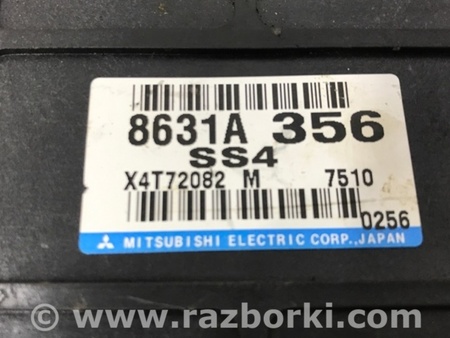 8631A 356
SS4
X4T72082 M 7510
0256
MITSUBISHI ELECTRIC CORP.,JAPAN
© www.razborki.com